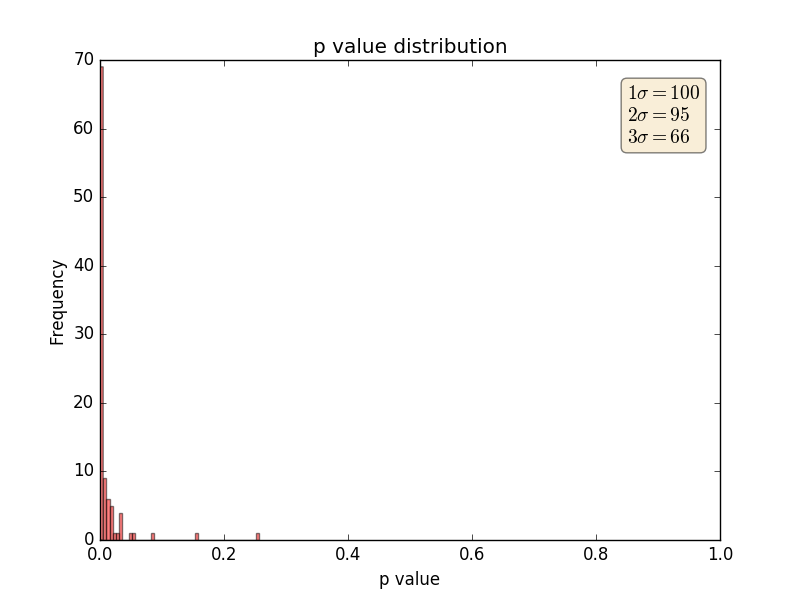 p value distribution
1σ = 100
2σ = 95
3σ = 66
Frequency
70
60
50
40
30
20
10
0
0.0 0.2 0.4 0.6 0.8 1.0
p value